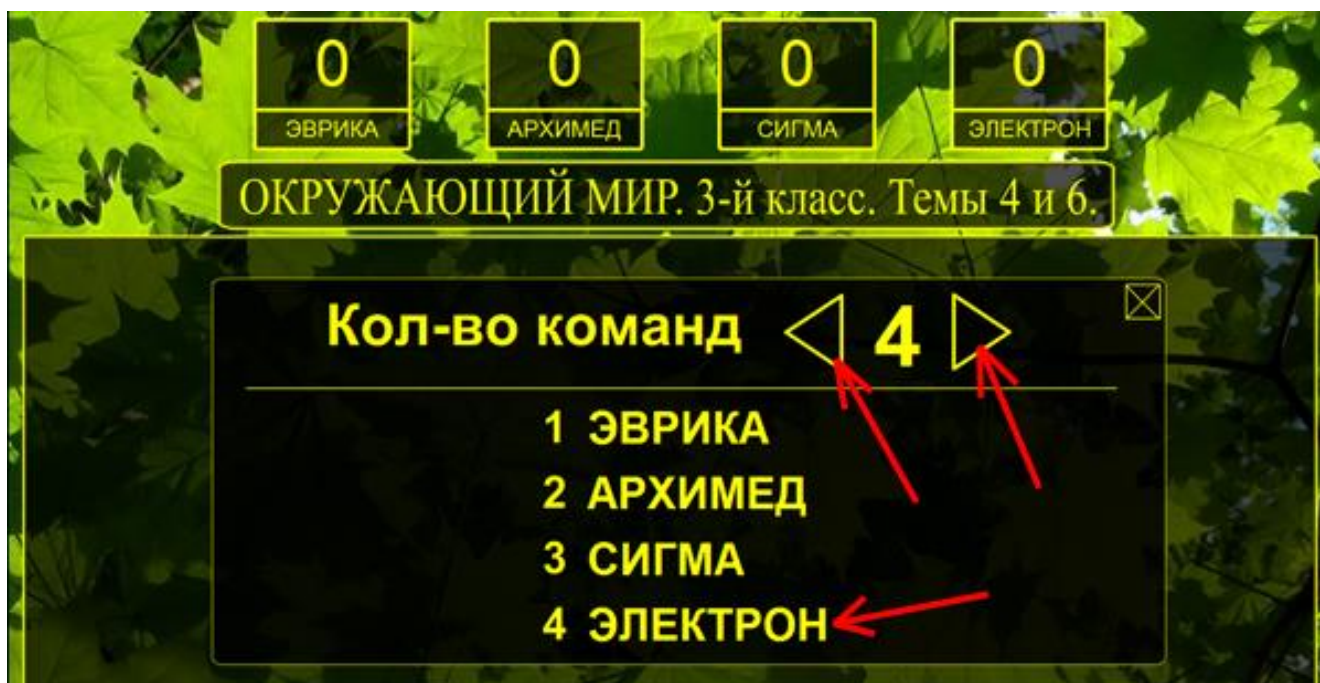 0 0 0 0
ЭВРИКА АРХИМЕД СИГМА ЭЛЕКТРОН
ОКРУЖАЮЩИЙ МИР. 3-й класс. Темы 4 и 6.
Кол-во команд 4
1 ЭВРИКА
2 АРХИМЕД
3 СИГМА
4 ЭЛЕКТРОН